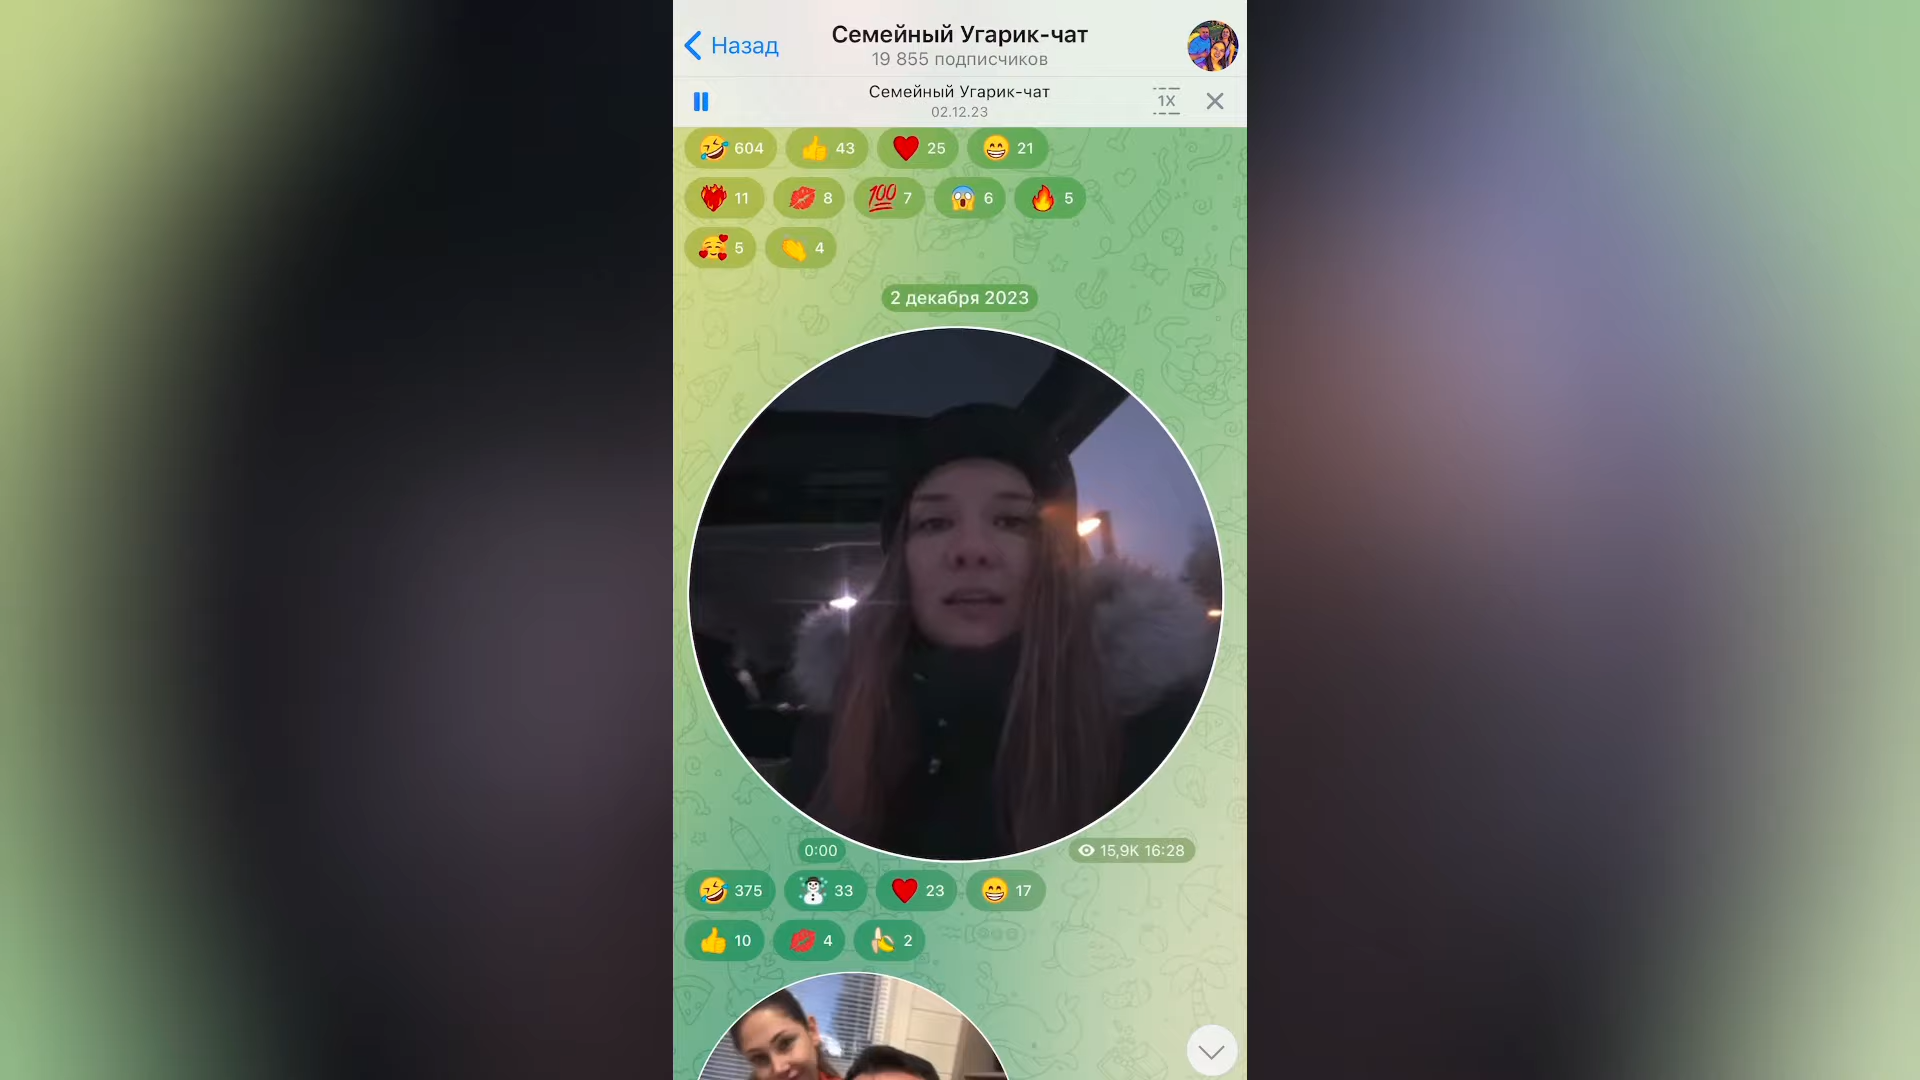 Назад
Семейный Угарик-чат
19 855 подписчиков
Семейный Угарик-чат
02.12.23
1X
604 43 25 21
11 8 100 7 6 5
5 4
2 декабря 2023
0:00 15,9K 16:28
375 33 23 17
10 4 2